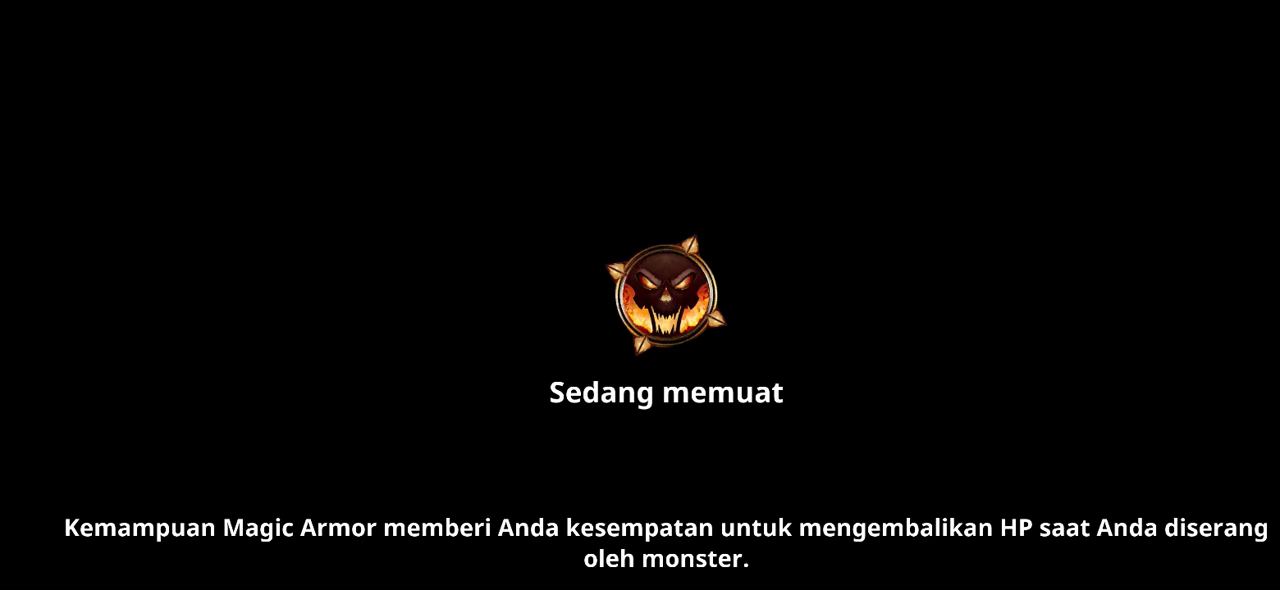 Sedang memuat
Kemampuan Magic Armor memberi Anda kesempatan untuk mengembalikan HP saat Anda diserang
oleh monster.